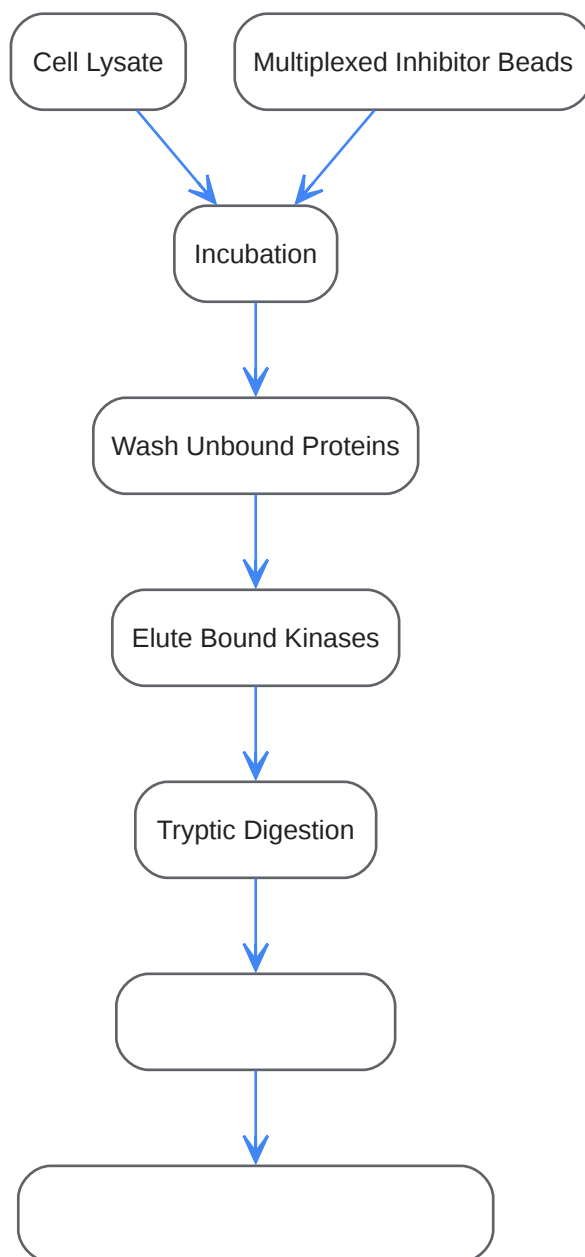 Cell Lysate
Multiplexed Inhibitor Beads
Incubation
Wash Unbound Proteins
Elute Bound Kinases
Tryptic Digestion